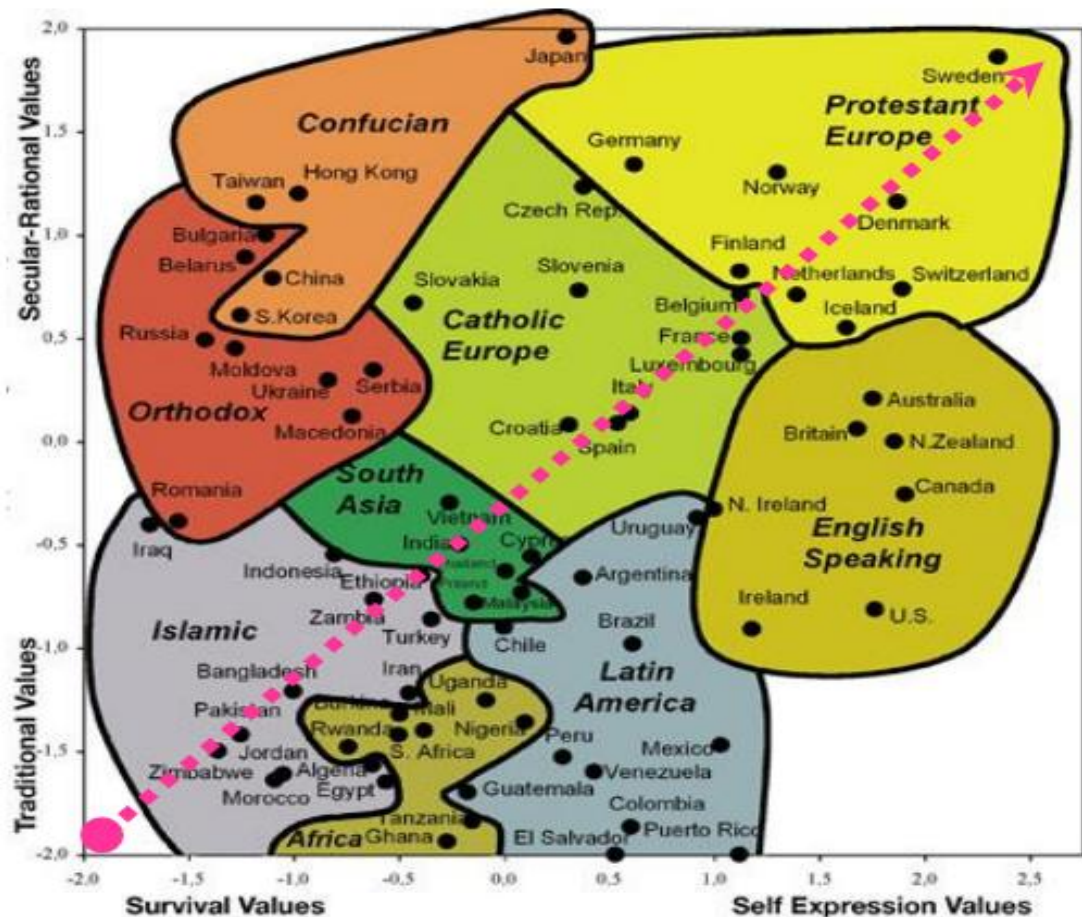 2,0
Japan
Sweden
Protestant
Europe
Confucian
1,5
Germany
Hong Kong
Taiwan
Norway
Czech Rep.
Denmark
1,0
Bulgaria
Belarus
Finland
Slovenia
China
Slovakia
Netherlands
Switzerland
Belgium
Iceland
S.Korea
Catholic
Europe
0,5
Russia
France
Moldova
Luxembourg
Ukraine
Serbia
Italy
Orthodox
Australia
Macedonia
Croatia
Britain
N.Zealand
0,0
Spain
South
Asia
Romania
Canada
Vietnam
N. Ireland
Uruguay
English
Speaking
-0,5
Iraq
India
Indonesia
Ethiopia
Argentina
Malaysia
Zambia
Ireland
U.S.
Islamic
Turkey
Brazil
Chile
-1,0
Bangladesh
Iran
Uganda
Latin
America
Mali
Pakistan
Rwanda
Nigeria
Peru
S. Africa
Mexico
-1,5
Jordan
Zimbabwe
Algeria
Venezuela
Morocco
Egypt
Guatemala
Colombia
Tanzania
Africa
Ghana
El Salvador
Puerto Rico
-2,0
Traditional Values
Secular-Rational Values
-2,0
-1,5
-1,0
-0,5
0,0
0,5
1,0
1,5
2,0
2,5
Survival Values
Self Expression Values